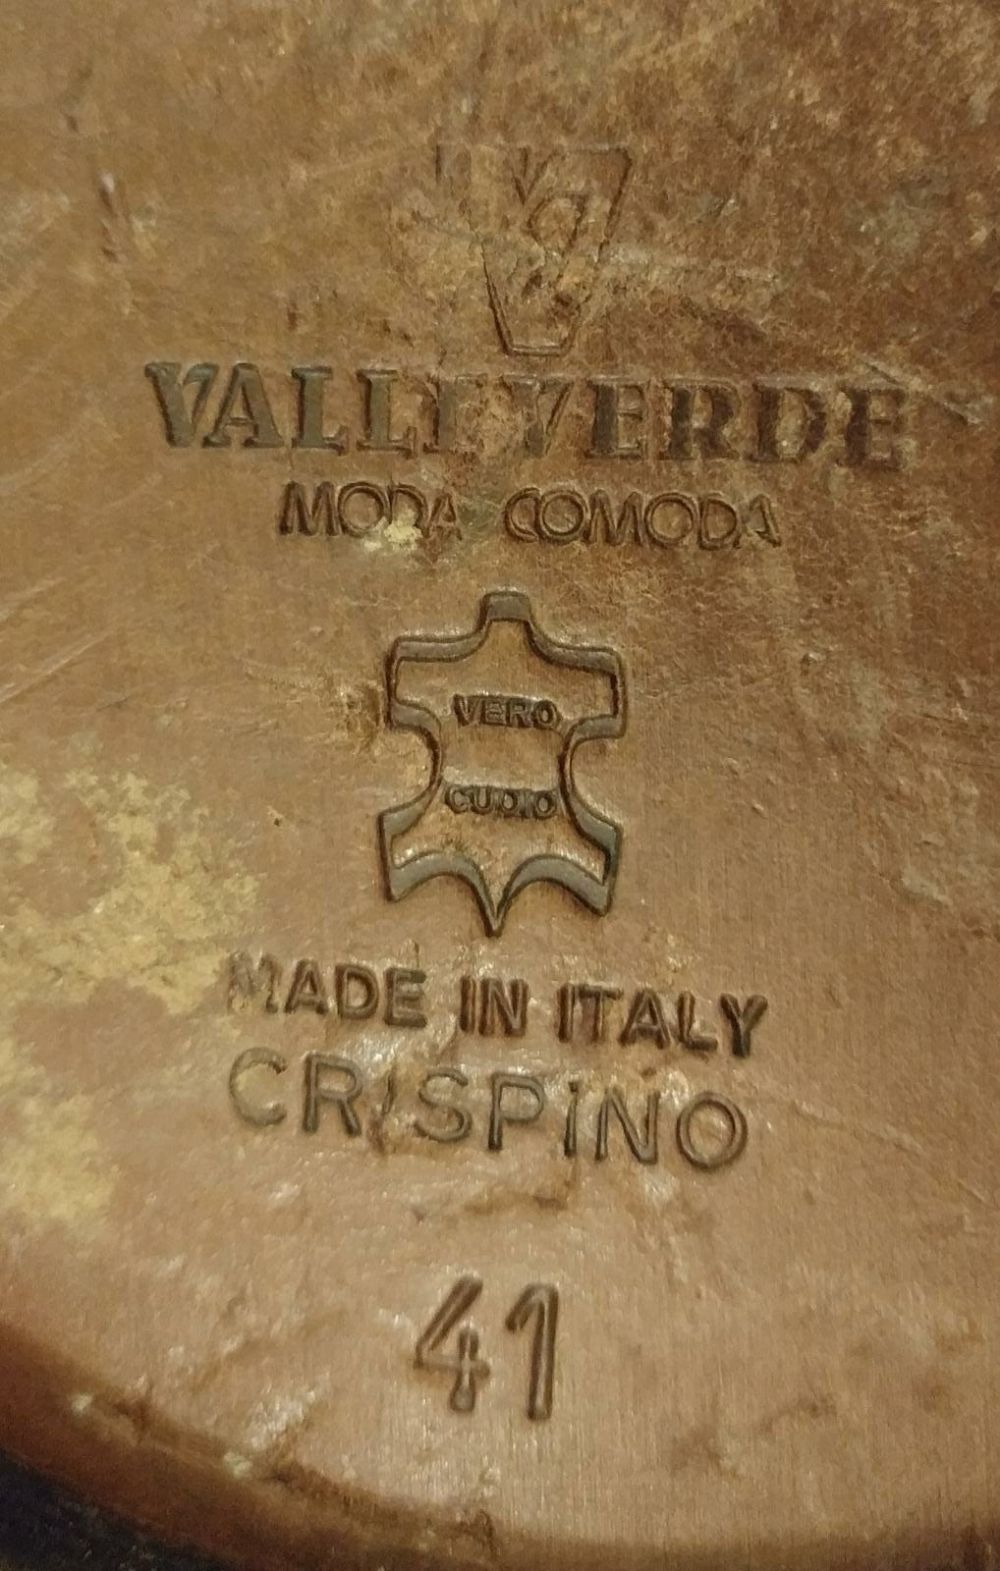 VALLEVERDE
MODA COMODA
VERO
CUOIO
MADE IN ITALY
CRISPINO
41